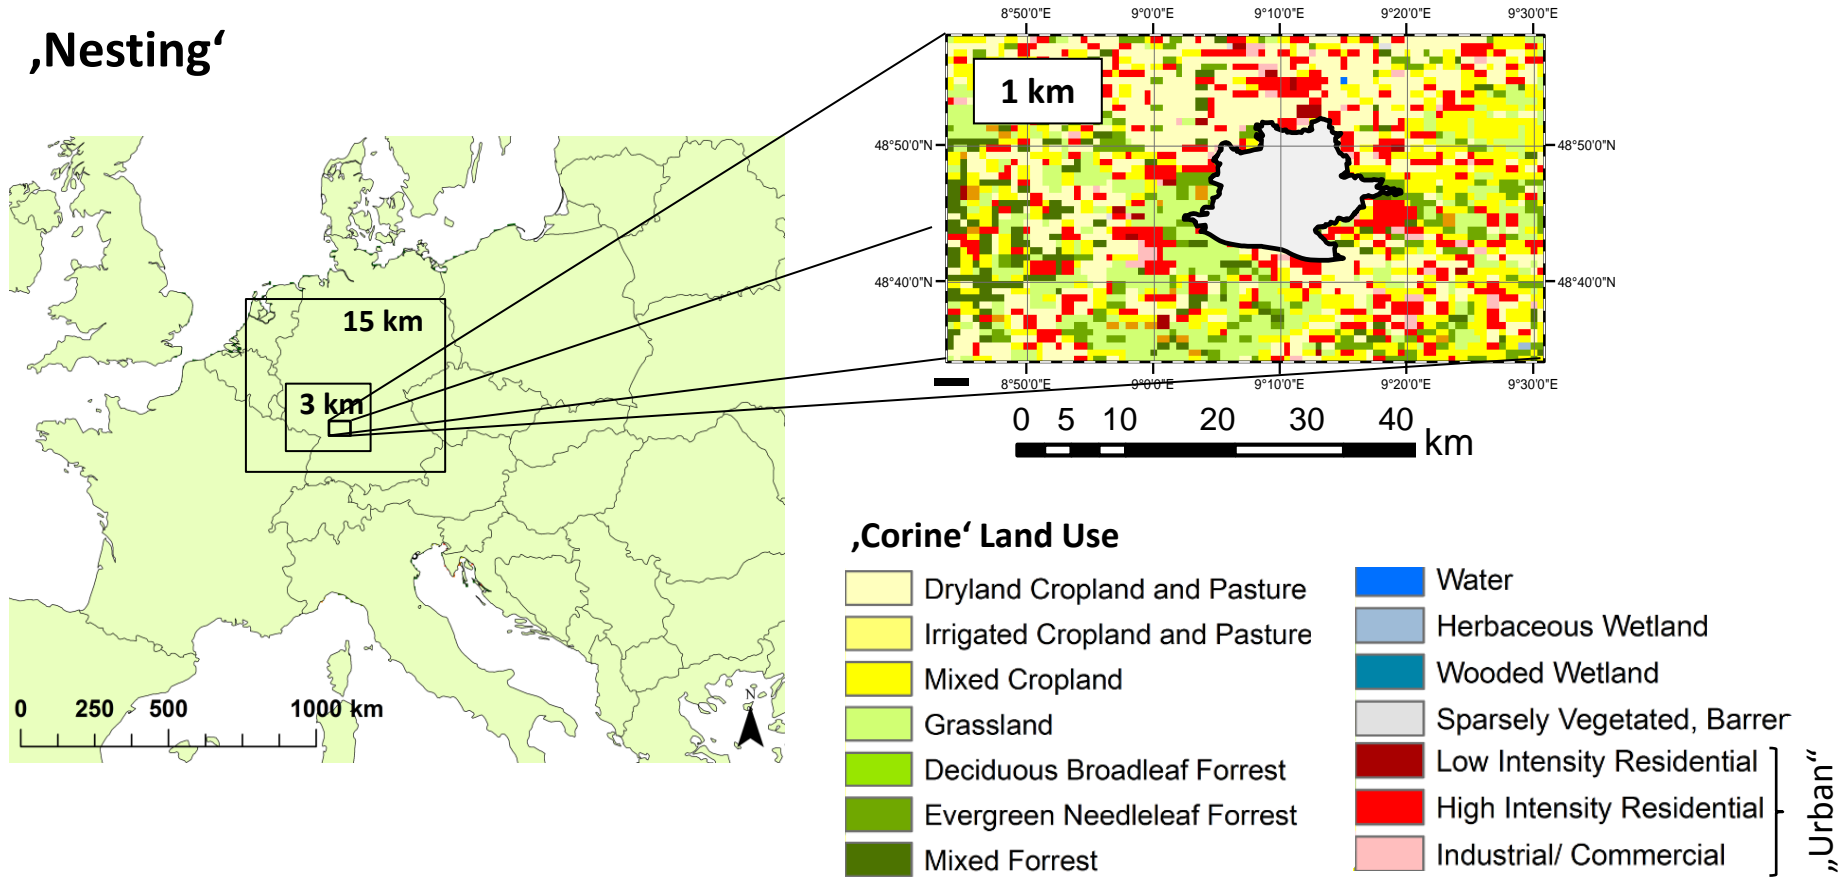 ‚Nesting‘
8°50'0"E 9°0'0"E 9°10'0"E 9°20'0"E 9°30'0"E
1 km
48°50'0"N 48°50'0"N
48°40'0"N 48°40'0"N
8°50'0"E 9°0'0"E 9°10'0"E 9°20'0"E 9°30'0"E
0 5 10 20 30 40 km
15 km
3 km
0 250 500 1000 km
N
‚Corine‘ Land Use
Dryland Cropland and Pasture
Irrigated Cropland and Pasture
Mixed Cropland
Grassland
Deciduous Broadleaf Forrest
Evergreen Needleleaf Forrest
Mixed Forrest
Water
Herbaceous Wetland
Wooded Wetland
Sparsely Vegetated, Barren
Low Intensity Residential
High Intensity Residential
Industrial/ Commercial
„Urban“